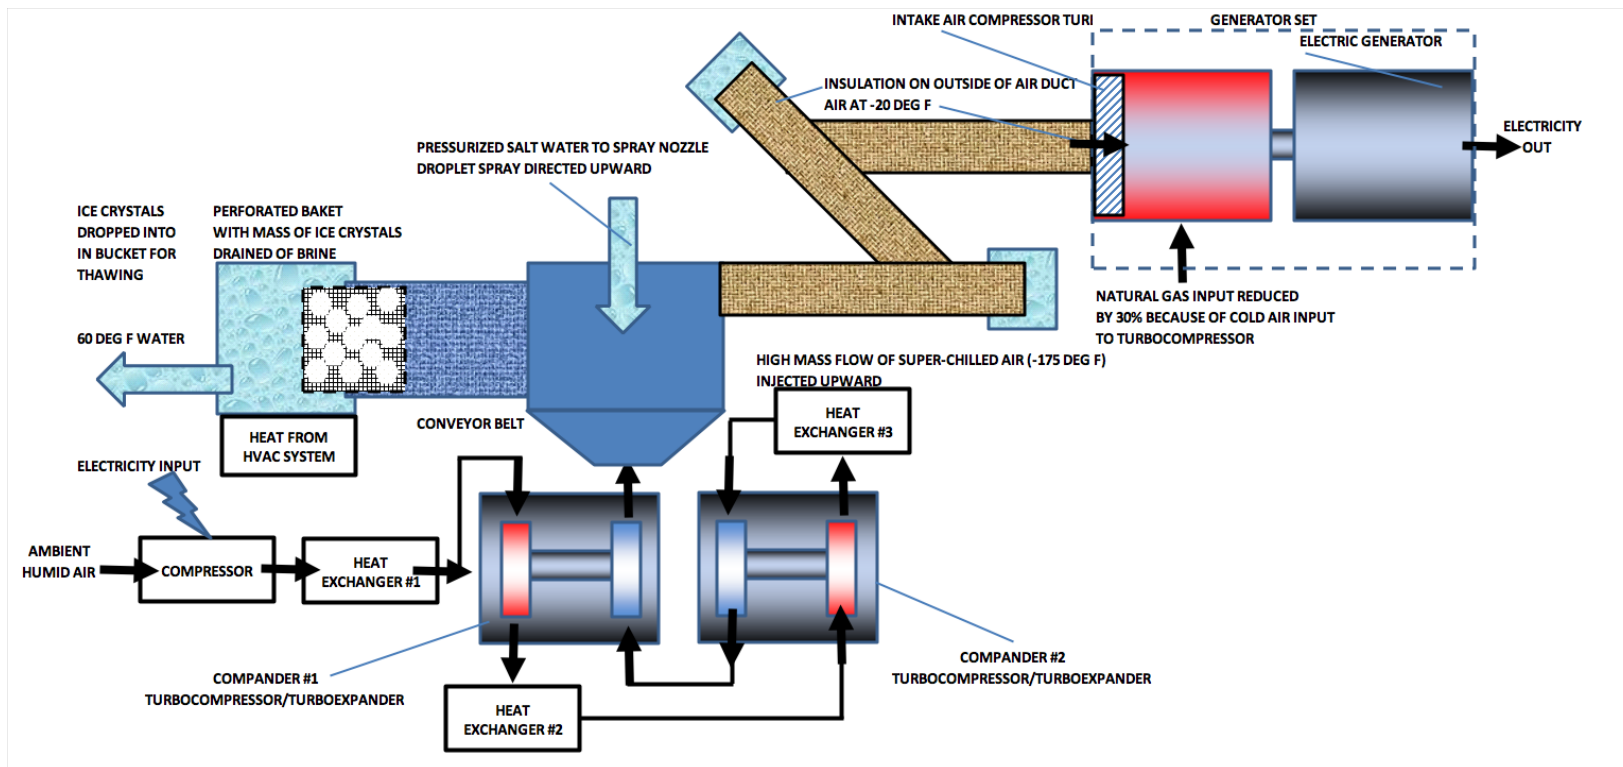 INTAKE AIR COMPRESSOR TURI
GENERATOR SET
ELECTRIC GENERATOR
INSULATION ON OUTSIDE OF AIR DUCT
AIR AT -20 DEG F
ELECTRICITY
OUT
PRESSURIZED SALT WATER TO SPRAY NOZZLE
DROPLET SPRAY DIRECTED UPWARD
ICE CRYSTALS
DROPPED INTO
IN BUCKET FOR
THAWING
PERFORATED BAKET
WITH MASS OF ICE CRYSTALS
DRAINED OF BRINE
60 DEG F WATER
NATURAL GAS INPUT REDUCED
BY 30% BECAUSE OF COLD AIR INPUT
TO TURBOCOMPRESSOR
HIGH MASS FLOW OF SUPER-CHILLED AIR (-175 DEG F)
INJECTED UPWARD
CONVEYOR BELT
HEAT
EXCHANGER #3
HEAT FROM
HVAC SYSTEM
ELECTRICITY INPUT
AMBIENT
HUMID AIR
COMPRESSOR
HEAT
EXCHANGER #1
COMPANDER #1
TURBOCOMPRESSOR/TURBOEXPANDER
COMPANDER #2
TURBOCOMPRESSOR/TURBOEXPANDER
HEAT
EXCHANGER #2